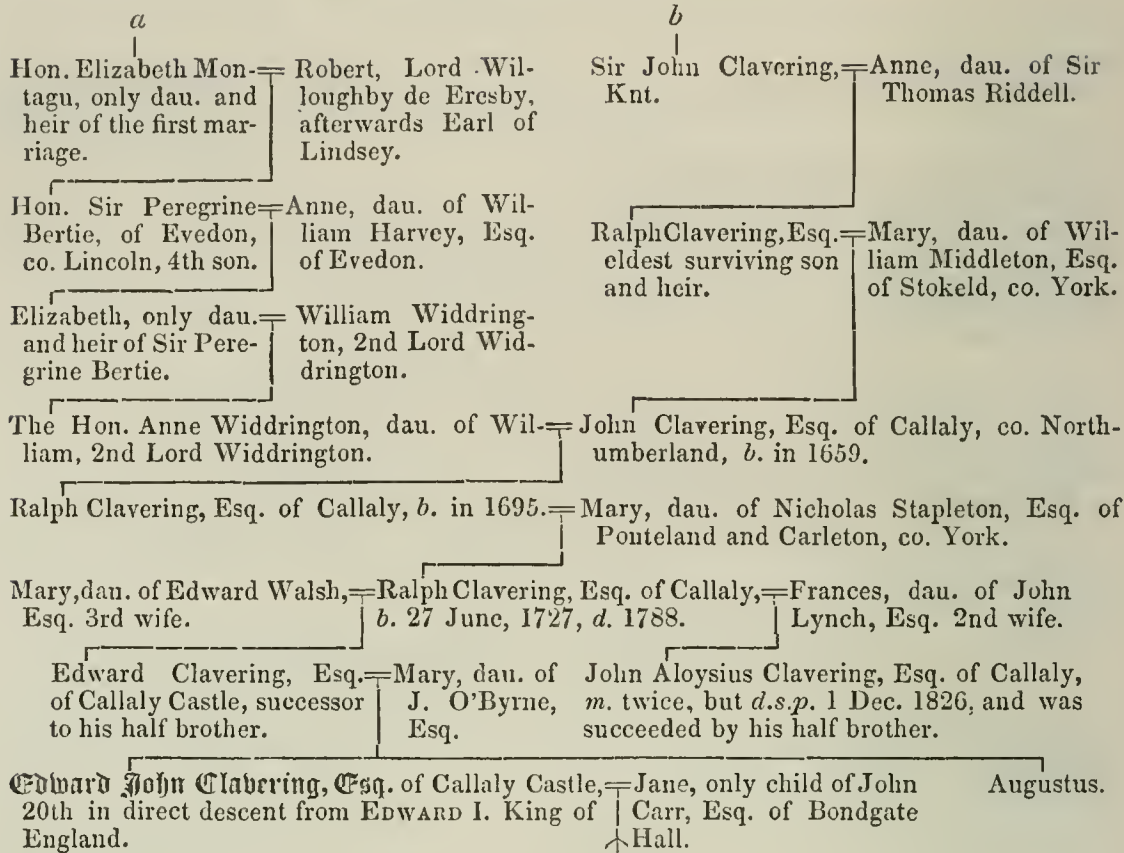 a b
Hon. Elizabeth Mon-= Robert, Lord Wil-
tagu, only dau. and loughby de Eresby,
heir of the first mar- afterwards Earl of
riage. Lindsey.
Sir John Clavering,=Anne, dau. of Sir
Knt. Thomas Riddell.
Hon. Sir Peregrine=Anne, dau. of Wil-
Bertie, of Evedon, liam Harvey, Esq.
co. Lincoln, 4th son. of Evedon.
Ralph Clavering, Esq.=Mary, dau. of Wil-
eldest surviving son liam Middleton, Esq.
and heir. of Stokeld, co. York.
Elizabeth, only dau.= William Widdring-
and heir of Sir Pere- ton, 2nd Lord Wid-
grine Bertie. drington.
The Hon. Anne Widdrington, dau. of Wil-=John Clavering, Esq. of Callaly, co. North-
liam, 2nd Lord Widdrington. umberland, b. in 1659.
Ralph Clavering, Esq. of Callaly, b. in 1695.=Mary, dau. of Nicholas Stapleton, Esq. of
Ponteland and Carleton, co. York.
Mary, dau. of Edward Walsh,=Ralph Clavering, Esq. of Callaly,=Frances, dau. of John
Esq. 3rd wife. b. 27 June, 1727, d. 1788. Lynch, Esq. 2nd wife.
Edward Clavering, Esq.=Mary, dau. of
of Callaly Castle, successor J. O'Byrne,
to his half brother. Esq.
John Aloysius Clavering, Esq. of Callaly,
m. twice, but d.s.p. 1 Dec. 1826, and was
succeeded by his half brother.
Edward John Clavering, Esq. of Callaly Castle,=Jane, only child of John Augustus.
20th in direct descent from EDWARD I. King of Carr, Esq. of Bondgate
England. Hall.